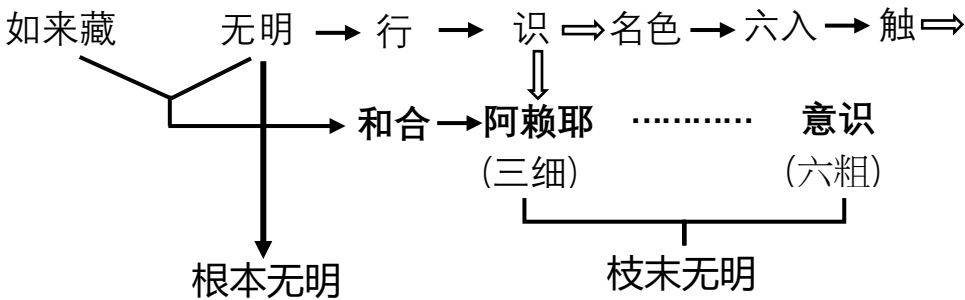 如来藏 无明 行 识 名色 六入 触
和合 阿赖耶 ………… 意识
(三细) (六粗)
根本无明 枝末无明